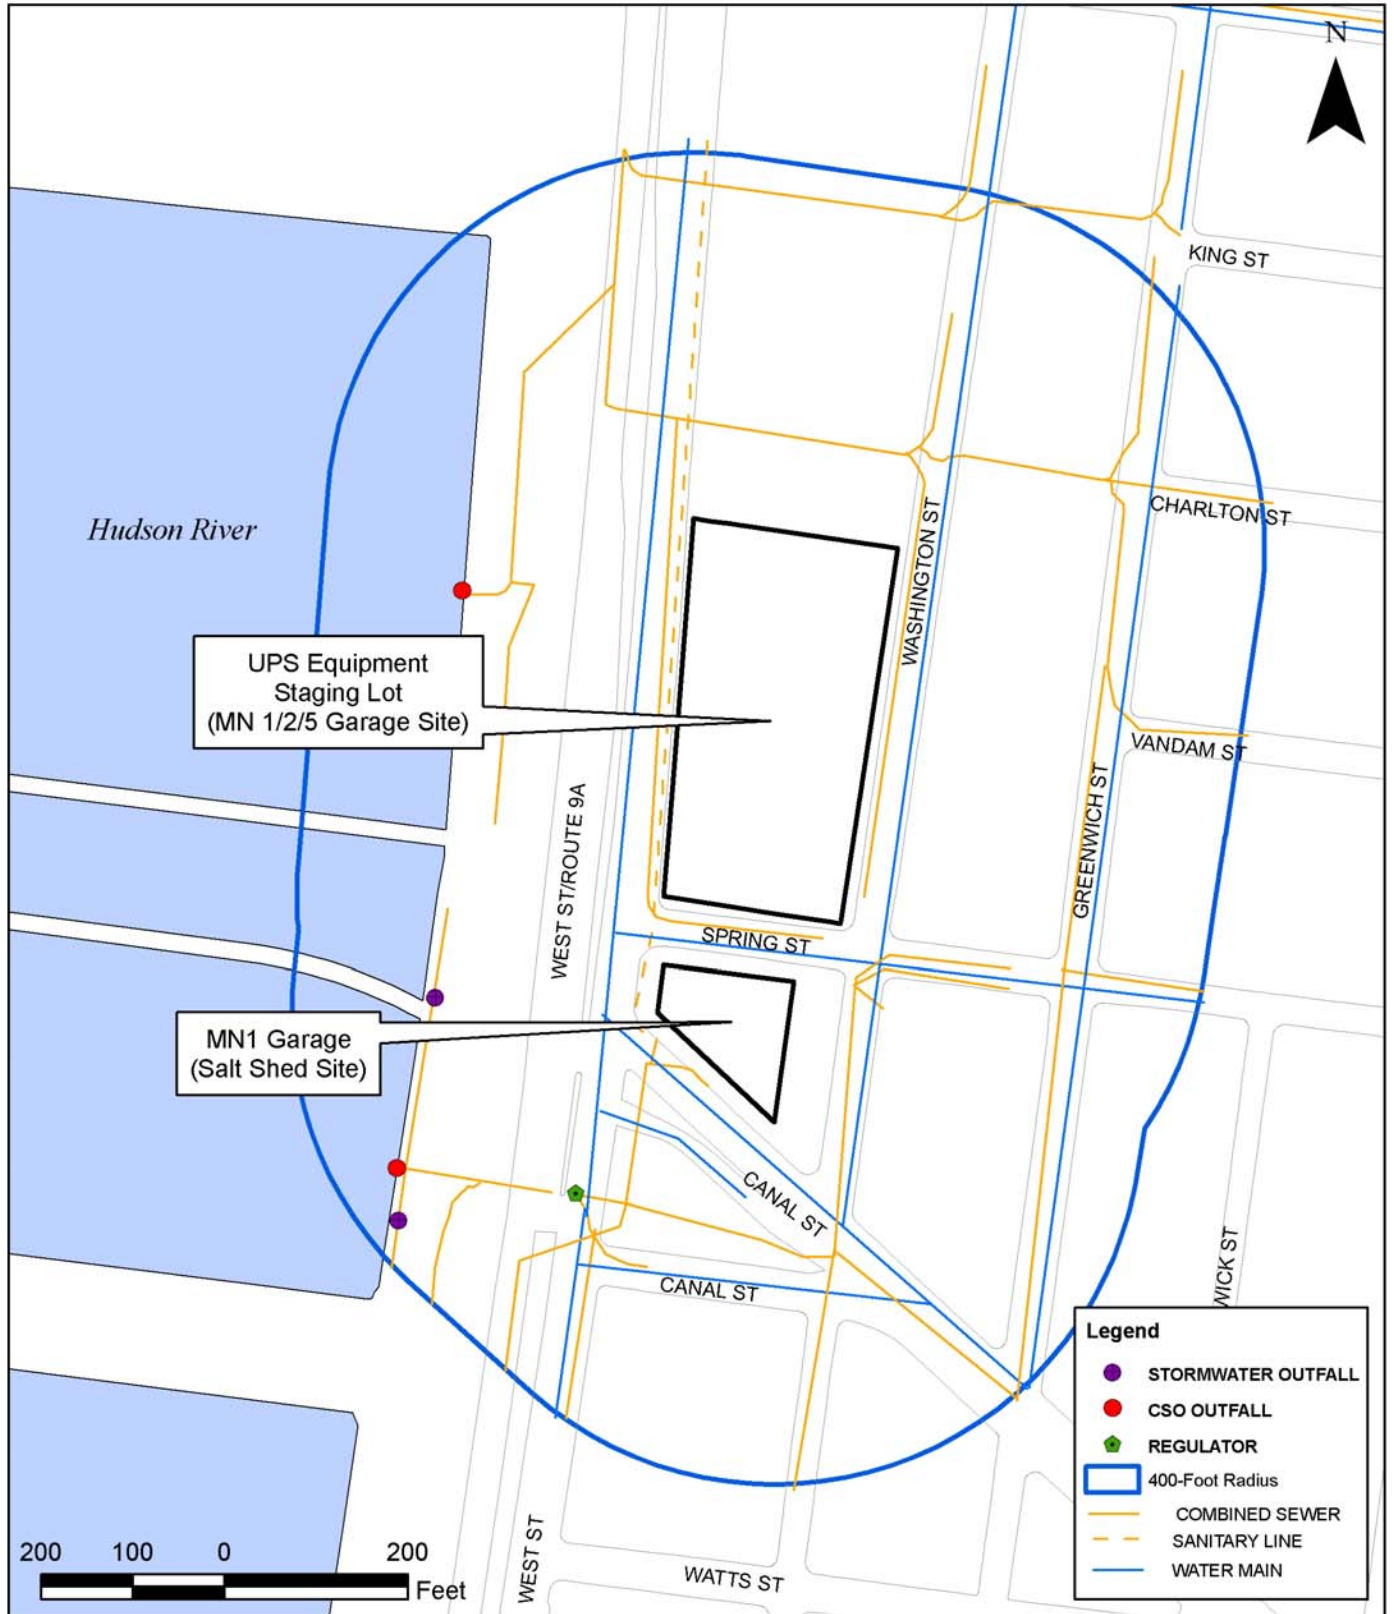 N
KING ST
CHARLTON ST
Hudson River
WASHINGTON ST
UPS Equipment
Staging Lot
(MN 1/2/5 Garage Site)
VANDAM ST
GREENWICH ST
WEST ST/ROUTE 9A
SPRING ST
MN1 Garage
(Salt Shed Site)
CANAL ST
CANAL ST
WICK ST
Legend
STORMWATER OUTFALL
CSO OUTFALL
REGULATOR
400-Foot Radius
COMBINED SEWER
SANITARY LINE
WATER MAIN
WEST ST
WATTS ST
200 100 0 200
Feet